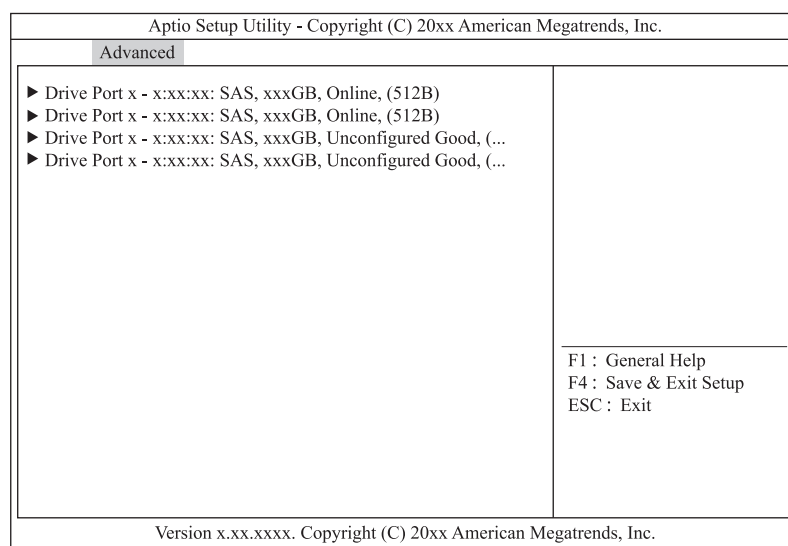 Aptio Setup Utility - Copyright (C) 20xx American Megatrends, Inc.
Advanced
▶ Drive Port x - x:xx:xx: SAS, xxxGB, Online, (512B)
▶ Drive Port x - x:xx:xx: SAS, xxxGB, Online, (512B)
▶ Drive Port x - x:xx:xx: SAS, xxxGB, Unconfigured Good, (...
▶ Drive Port x - x:xx:xx: SAS, xxxGB, Unconfigured Good, (...
F1 : General Help
F4 : Save & Exit Setup
ESC : Exit
Version x.xx.xxxx. Copyright (C) 20xx American Megatrends, Inc.